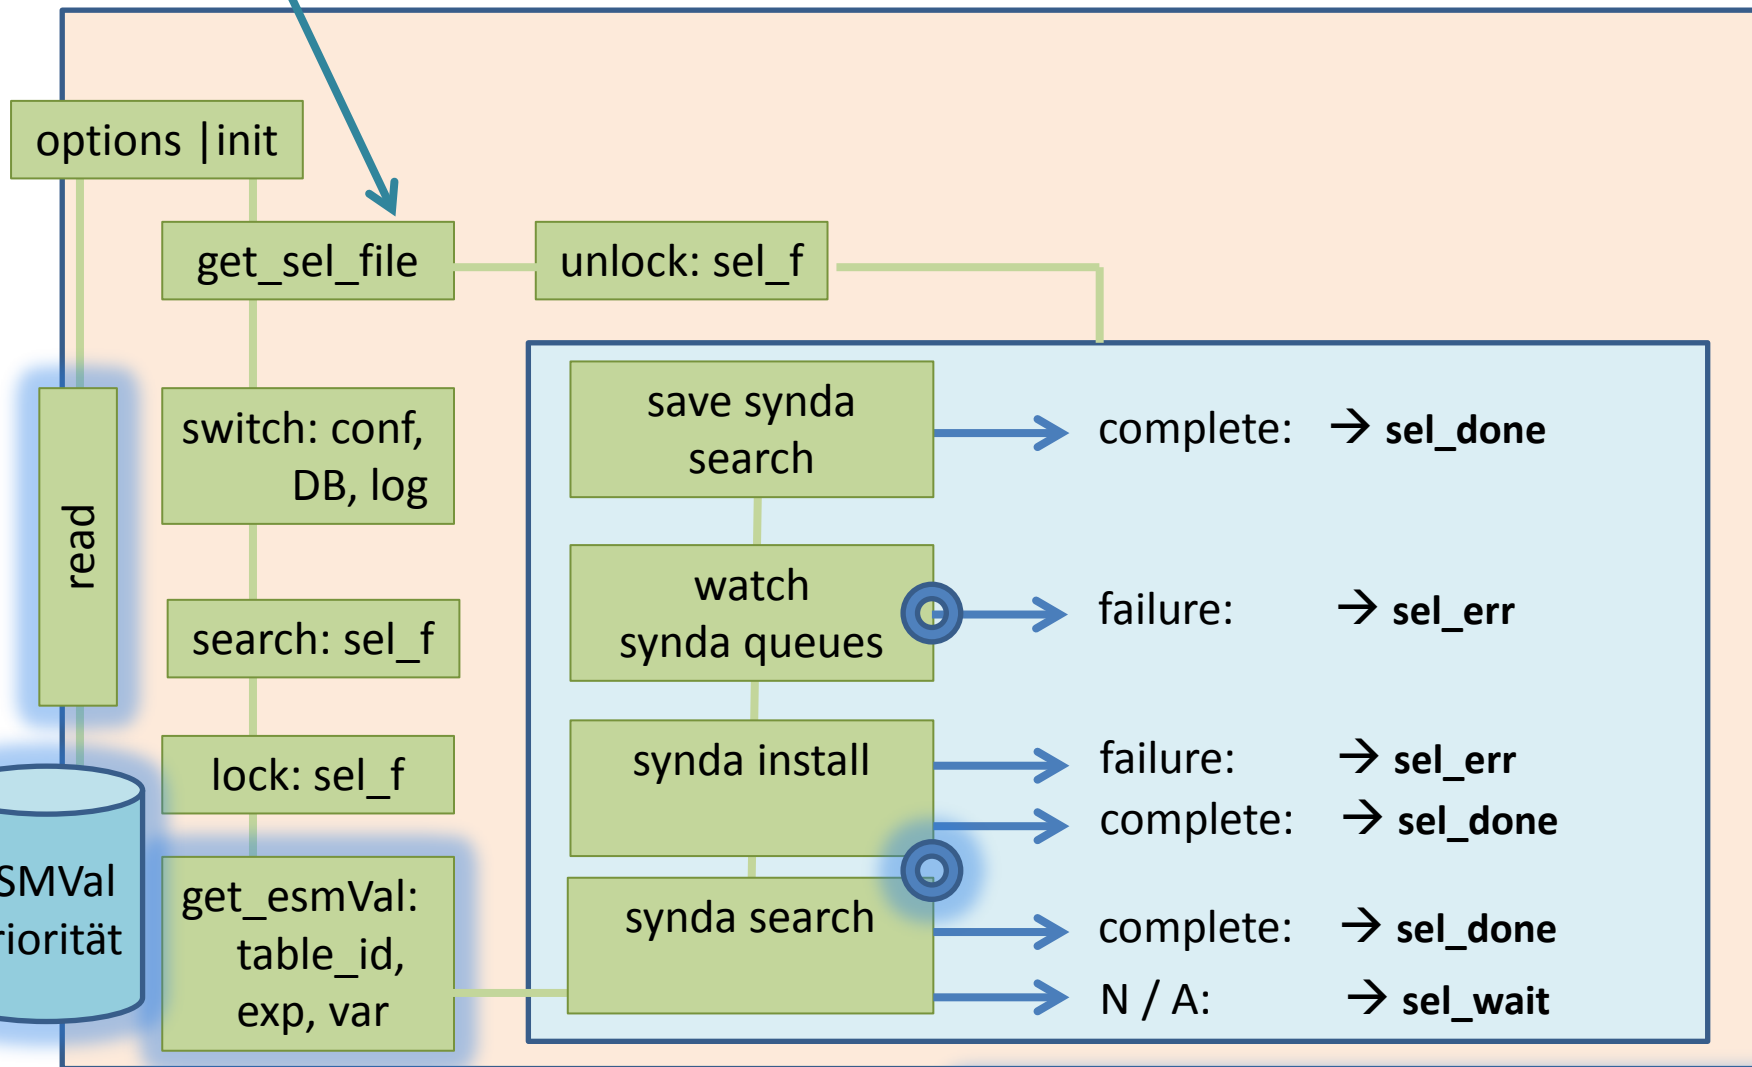 options |init
get_sel_file
unlock: sel_f
read
switch: conf,
DB, log
search: sel_f
lock: sel_f
SMVal
riorität
get_esmVal:
table_id,
exp, var
save synda
search
complete: → sel_done
watch
synda queues
failure: → sel_err
synda install
failure: → sel_err
complete: → sel_done
synda search
complete: → sel_done
N / A: → sel_wait